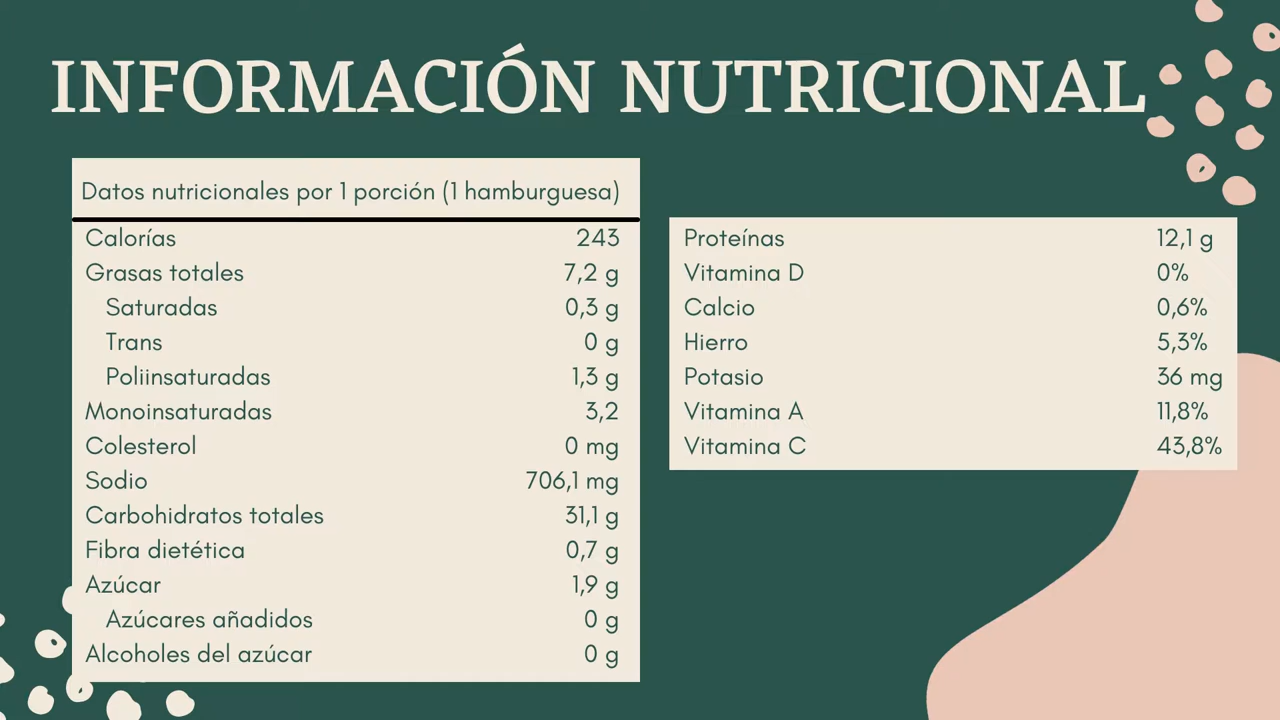 INFORMACIÓN NUTRICIONAL
Datos nutricionales por 1 porción (1 hamburguesa)
Calorías 243
Grasas totales 7,2 g
Saturadas 0,3 g
Trans 0 g
Poliinsaturadas 1,3 g
Monoinsaturadas 3,2
Colesterol 0 mg
Sodio 706,1 mg
Carbohidratos totales 31,1 g
Fibra dietética 0,7 g
Azúcar 1,9 g
Azúcares añadidos 0 g
Alcoholes del azúcar 0 g
Proteínas 12,1 g
Vitamina D 0%
Calcio 0,6%
Hierro 5,3%
Potasio 36 mg
Vitamina A 11,8%
Vitamina C 43,8%